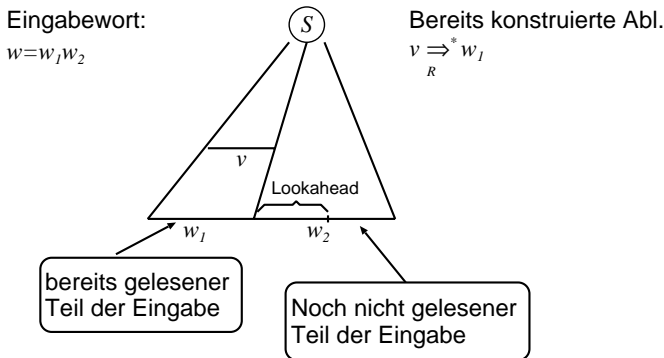 Eingabewort:
w=w₁w₂
S
Bereits konstruierte Abl.
v ⇒* w₁
R
v
Lookahead
w₁
w₂
bereits gelesener
Teil der Eingabe
Noch nicht gelesener
Teil der Eingabe